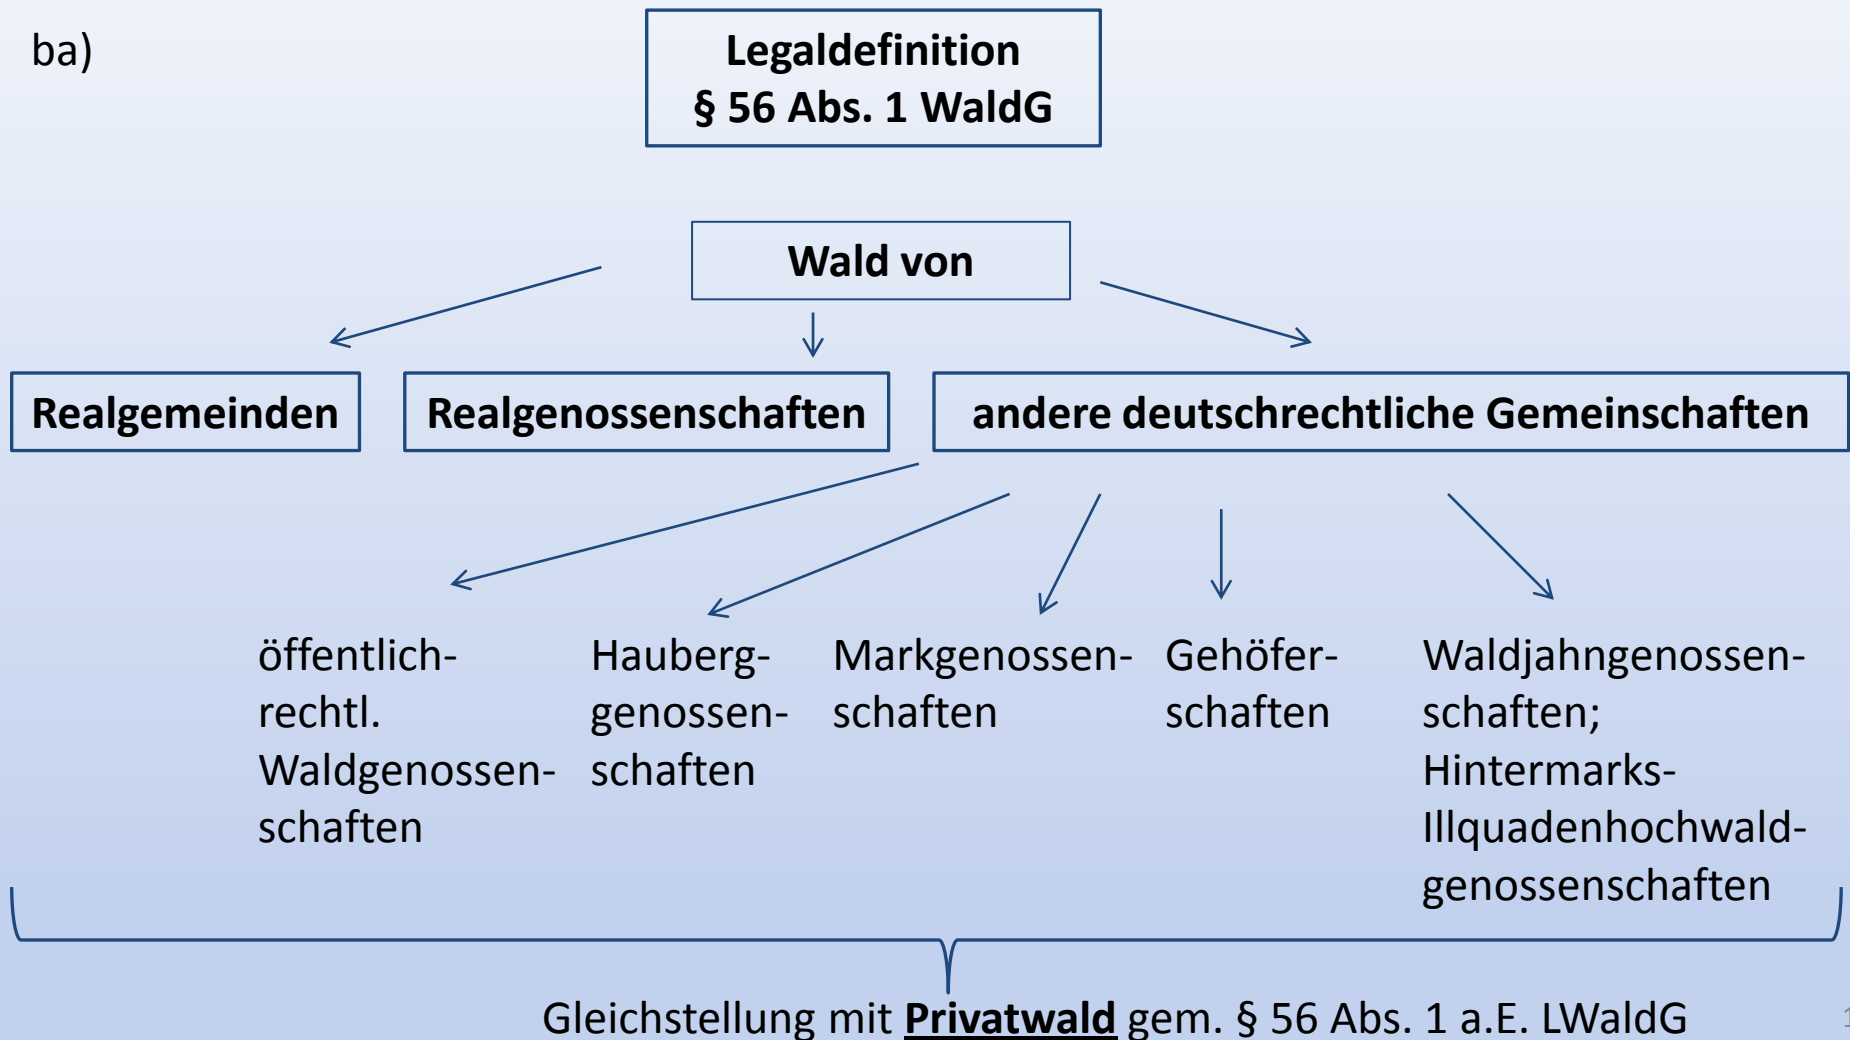 ba)
Legaldefinition
§ 56 Abs. 1 WaldG
Wald von
Realgemeinden
Realgenossenschaften
andere deutschrechtliche Gemeinschaften
öffentlich-
rechtl.
Waldgenossen-
schaften
Hauberg-
genossen-
schaften
Markgenossen-
schaften
Gehöfer-
schaften
Waldjahngenossen-
schaften;
Hintermarks-
Illquadenhochwald-
genossenschaften
Gleichstellung mit Privatwald gem. § 56 Abs. 1 a.E. LWaldG